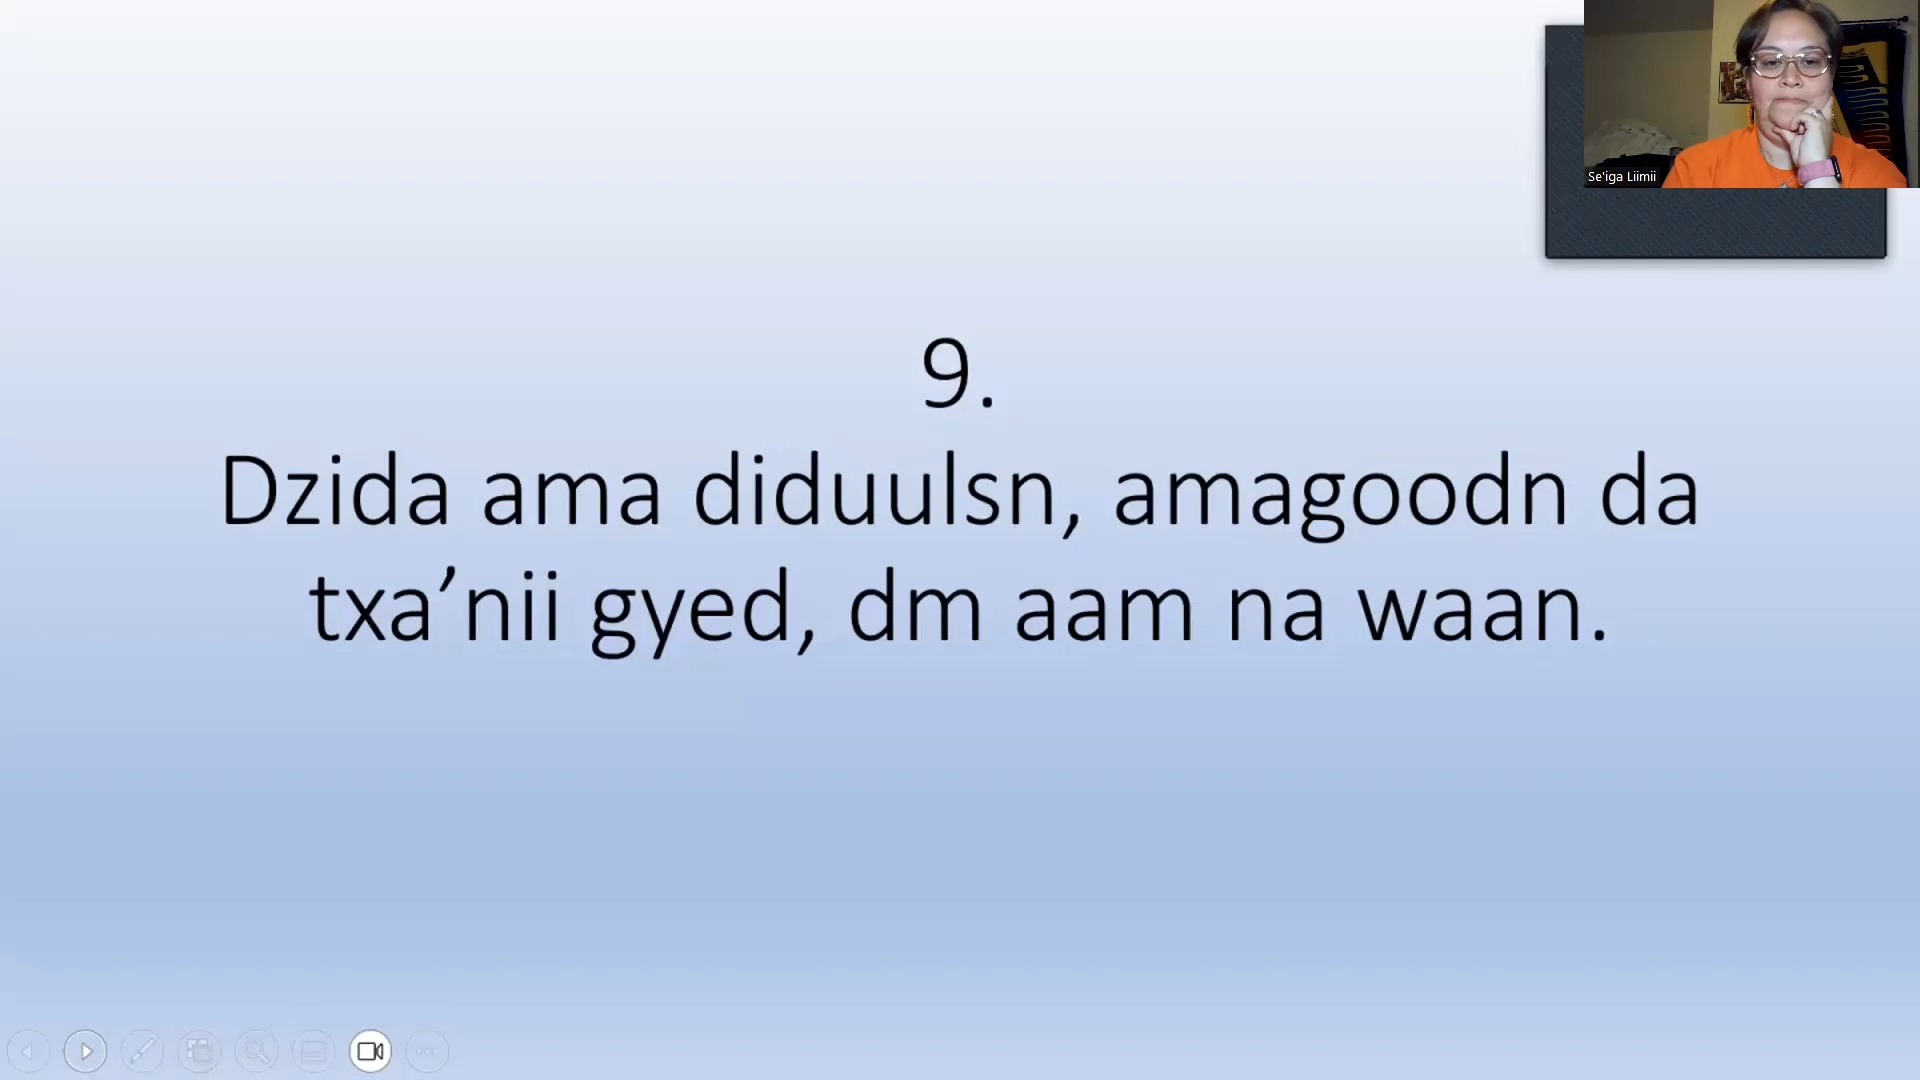 Se'iga Liimii
9.
Dzida ama diduulsn, amagoodn da
txa’nii gyed, dm aam na waan.